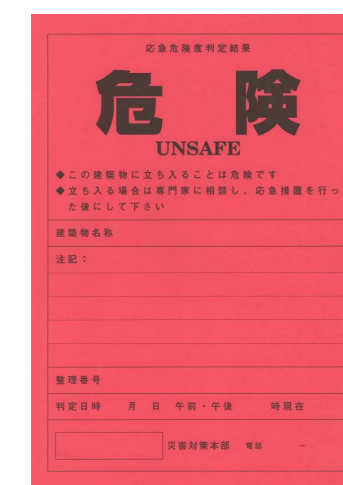 応急危険度判定結果
危険
UNSAFE
◆この建築物に立ち入ることは危険です
◆立ち入る場合は専門家に相談し、応急措置を行っ
た後にして下さい
建築物名称
注記：
整理番号
判定日時 月 日 午前・午後 時現在
災害対策本部 電話 －